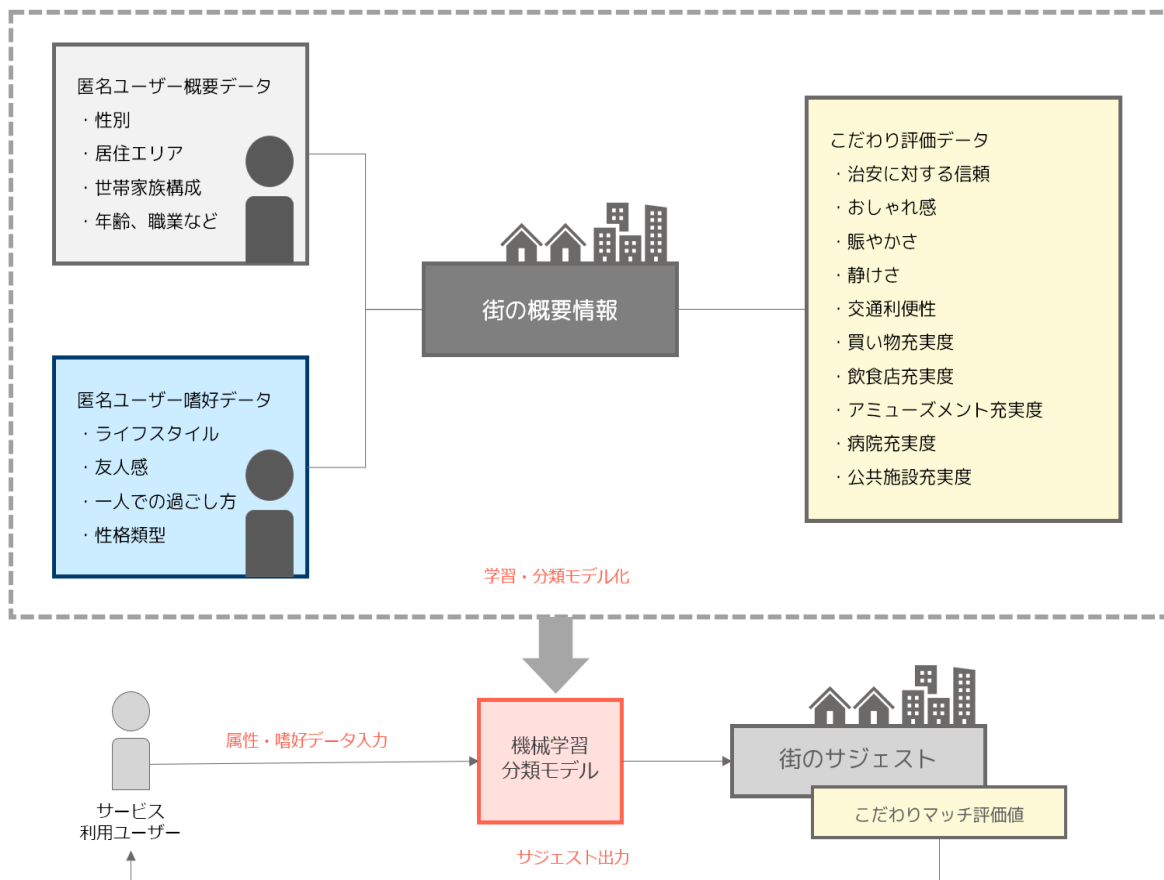 匿名ユーザー概要データ
・性別
・居住エリア
・世帯家族構成
・年齢、職業など
匿名ユーザー嗜好データ
・ライフスタイル
・友人感
・一人での過ごし方
・性格類型
街の概要情報
こだわり評価データ
・治安に対する信頼
・おしゃれ感
・賑やかさ
・静けさ
・交通利便性
・買い物充実度
・飲食店充実度
・アミューズメント充実度
・病院充実度
・公共施設充実度
学習・分類モデル化
サービス
利用ユーザー
属性・嗜好データ入力
機械学習
分類モデル
街のサジェスト
こだわりマッチ評価値
サジェスト出力